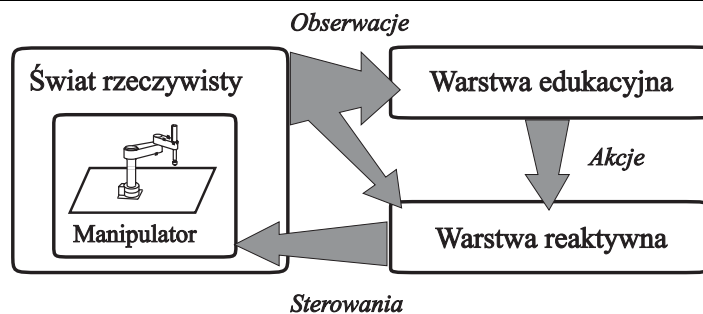 Obserwacje
Świat rzeczywisty
Warstwa edukacyjna
Akcje
Manipulator
Warstwa reaktywna
Sterowania